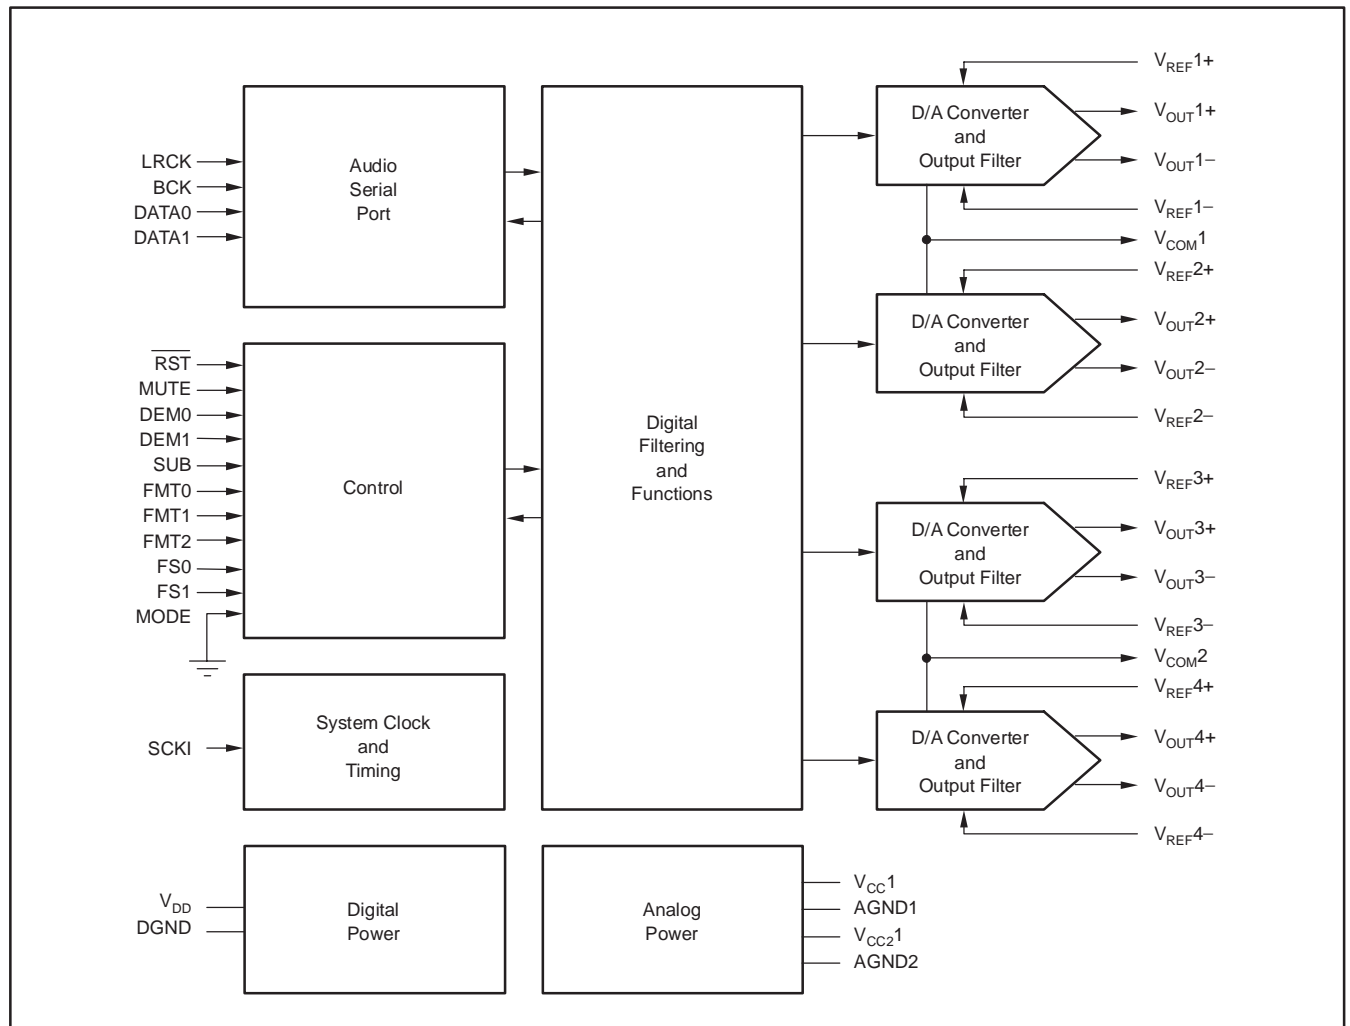 LRCK
BCK
DATA0
DATA1
Audio
Serial
Port
RST
MUTE
DEM0
DEM1
SUB
FMT0
FMT1
FMT2
FS0
FS1
MODE
Control
SCKI
System Clock
and
Timing
VDD
DGND
Digital
Power
Digital
Filtering
and
Functions
Analog
Power
VCC1
AGND1
VCC21
AGND2
D/A Converter
and
Output Filter
VREF1+
VOUT1+
VOUT1−
VREF1−
VCOM1
D/A Converter
and
Output Filter
VREF2+
VOUT2+
VOUT2−
VREF2−
D/A Converter
and
Output Filter
VREF3+
VOUT3+
VOUT3−
VREF3−
VCOM2
D/A Converter
and
Output Filter
VREF4+
VOUT4+
VOUT4−
VREF4−